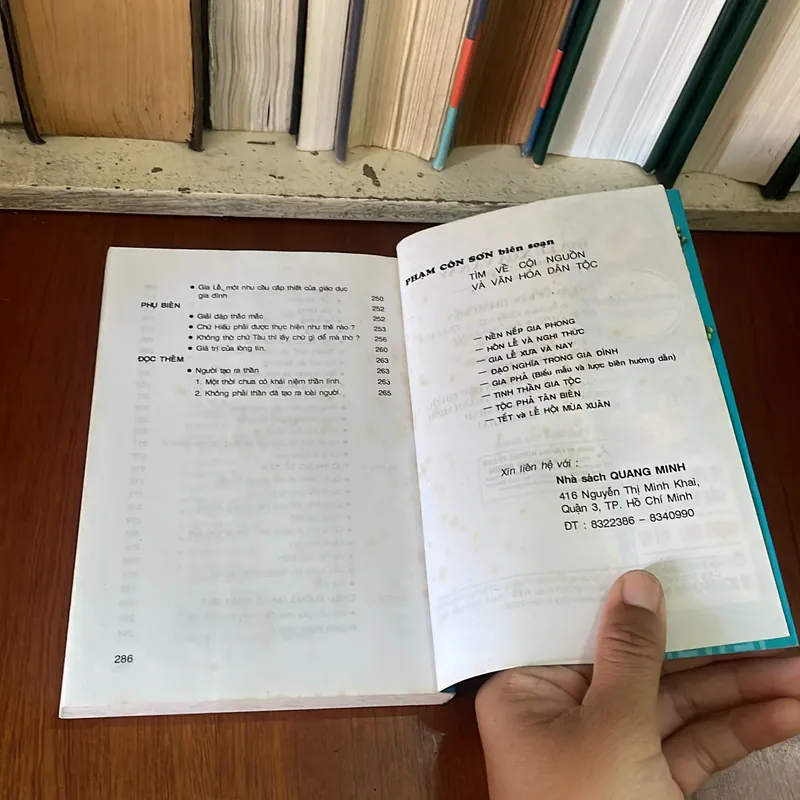 • Gia Lễ, một nhu cầu cấp thiết của giáo dục
gia đình 250
PHỤ BIÊN 252
• Giải đáp thắc mắc 252
• Chữ Hiếu phải được thực hiện như thế nào ? 253
• Không thờ chữ Tàu thì lấy chữ gì để mà thờ ? 256
• Giá trị của lòng tin. 260
ĐỌC THÊM 263
• Người tạo ra thần 263
1. Một thời chưa có khái niệm thần linh. 263
2. Không phải thần đã tạo ra loài người. 265
286
PHẠM CÔN SƠN biên soạn
TÌM VỀ CỘI NGUỒN
VÀ VĂN HÓA DÂN TỘC
— NỀN NẾP GIA PHONG
— HỒN LỄ VÀ NGHI THỨC
— GIA LỄ XƯA VÀ NAY
— ĐẠO NGHĨA TRONG GIA ĐÌNH
— GIA PHẢ (Biểu mẫu và lược biên hướng dẫn)
— TINH THẦN GIA TỘC
— TỘC PHẢ TÂN BIÊN
— TẾT và LỄ HỘI MÙA XUÂN
Xin liên hệ với :
Nhà sách QUANG MINH
416 Nguyễn Thị Minh Khai,
Quận 3, TP. Hồ Chí Minh
ĐT : 8322386 – 8340990